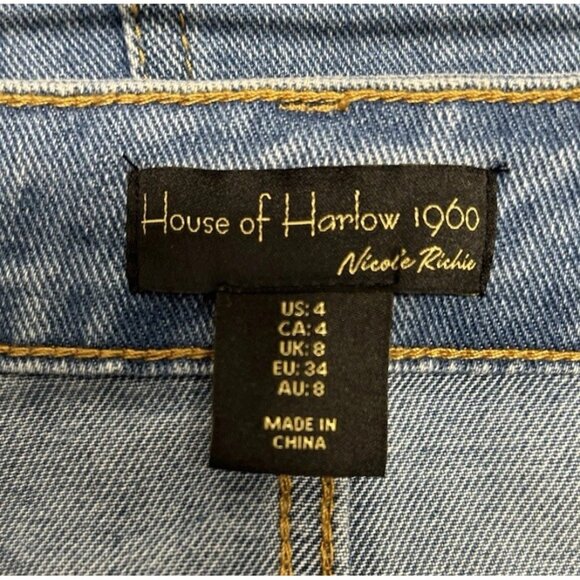 House of Harlow 1960
Nicole Richie
US: 4
CA: 4
UK: 8
EU: 34
AU: 8
MADE IN
CHINA